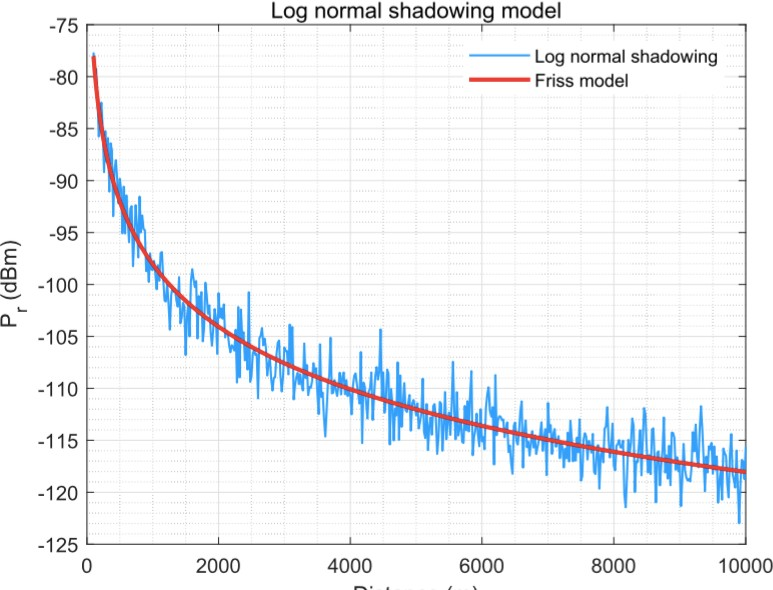 Log normal shadowing model
Log normal shadowing
Friss model
-75
-80
-85
-90
-95
-100
-105
-110
-115
-120
-125
P_r (dBm)
0 2000 4000 6000 8000 10000